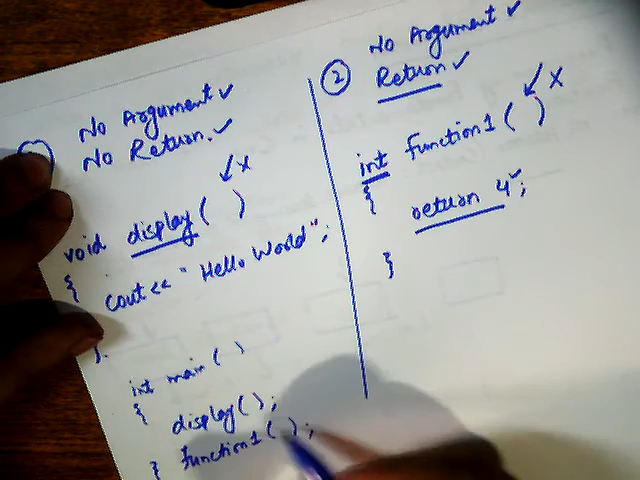 No Argument ✓
No Return. ✓
x
void display( )
{ cout << " Hello World";
}.
int main ( )
{ display( );
} function1( );
2
No Argument ✓
Return ✓
x
int function1 ( )
{
return 4;
}